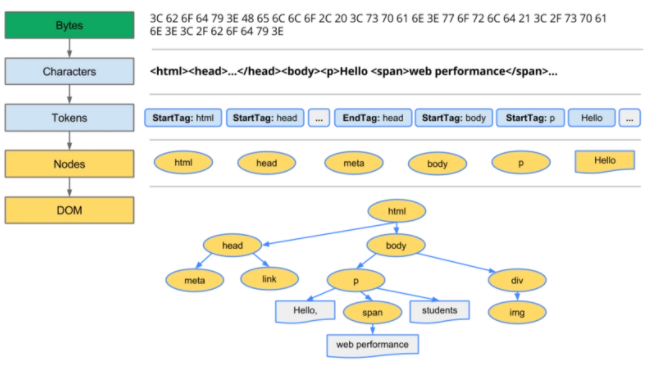 Bytes
3C 62 6F 64 79 3E 48 65 6C 6C 6F 2C 20 3C 73 70 61 6E 3E 77 6F 72 6C 64 21 3C 2F 73 70 61
6E 3E 3C 2F 62 6F 64 79 3E
Characters
<html><head>...</head><body><p>Hello <span>web performance</span>...
Tokens
StartTag: html StartTag: head ... EndTag: head StartTag: body StartTag: p Hello ...
Nodes
html head meta body p Hello
DOM
html
head body
meta link p div
Hello, span students img
web performance